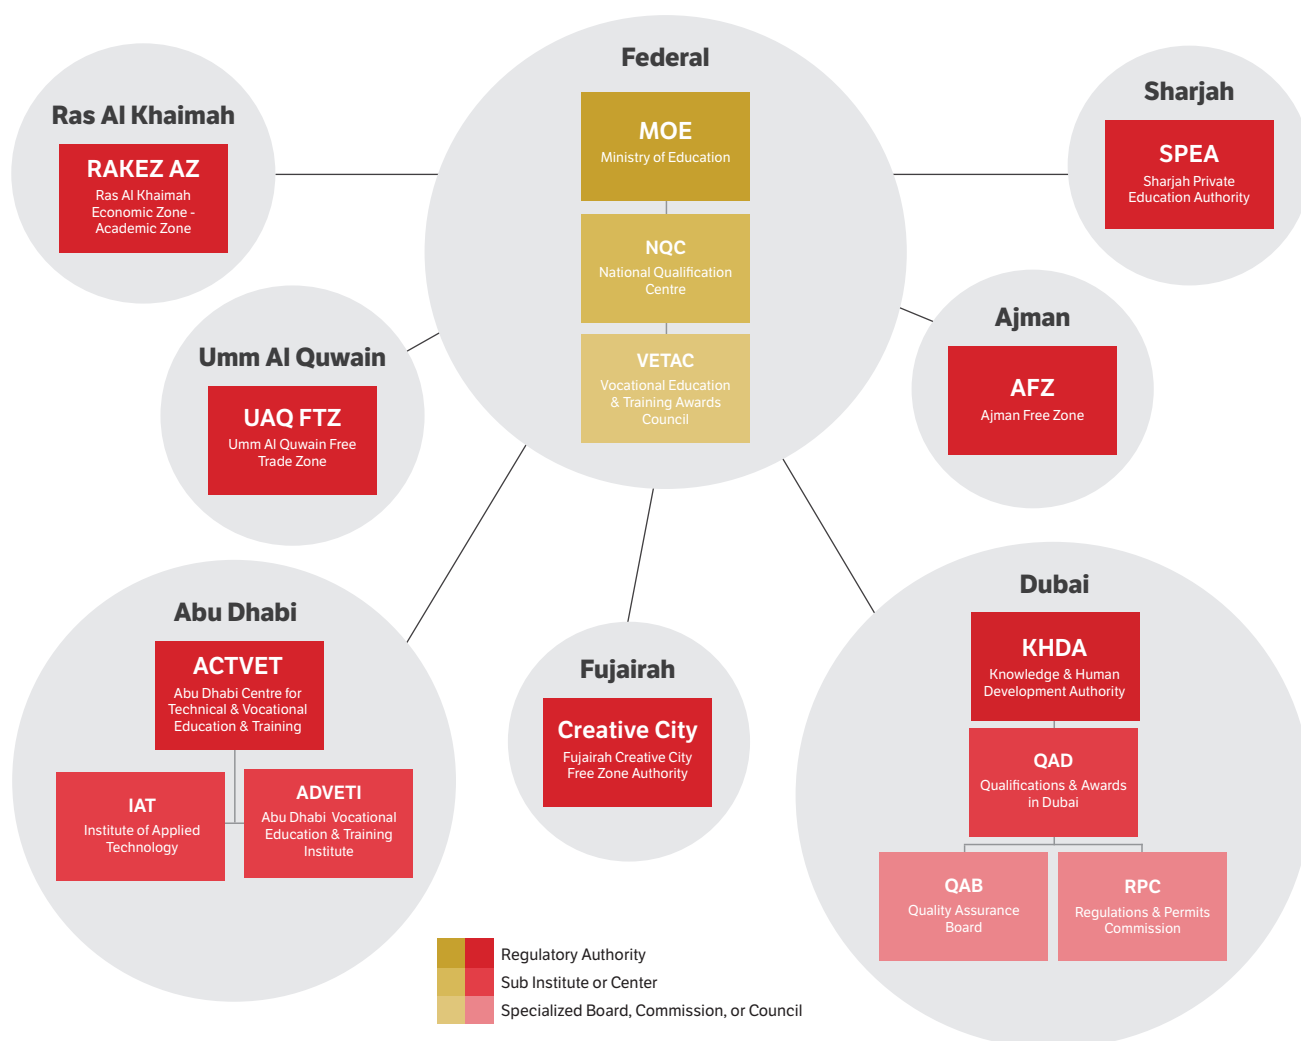 Federal
MOE
Ministry of Education
NQC
National Qualification
Centre
VETAC
Vocational Education
& Training Awards
Council
Ras Al Khaimah
RAKEZ AZ
Ras Al Khaimah
Economic Zone -
Academic Zone
Sharjah
SPEA
Sharjah Private
Education Authority
Umm Al Quwain
UAQ FTZ
Umm Al Quwain Free
Trade Zone
Ajman
AFZ
Ajman Free Zone
Abu Dhabi
ACTVET
Abu Dhabi Centre for
Technical & Vocational
Education & Training
IAT
Institute of Applied
Technology
ADVETI
Abu Dhabi Vocational
Education & Training
Institute
Fujairah
Creative City
Fujairah Creative City
Free Zone Authority
Dubai
KHDA
Knowledge & Human
Development Authority
QAD
Qualifications & Awards
in Dubai
QAB
Quality Assurance
Board
RPC
Regulations & Permits
Commission
Regulatory Authority
Sub Institute or Center
Specialized Board, Commission, or Council